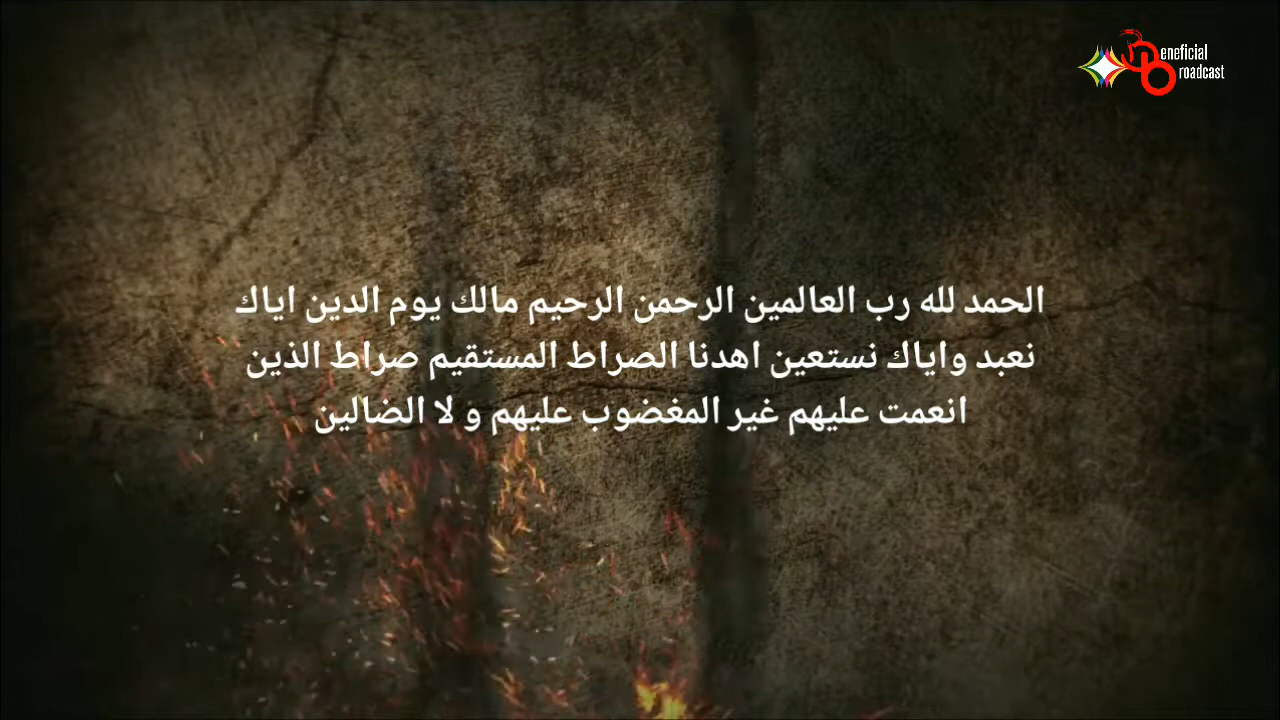 الحمد لله رب العالمين الرحمن الرحيم مالك يوم الدين اياك
نعبد واياك نستعين اهدنا الصراط المستقيم صراط الذين
انعمت عليهم غير المغضوب عليهم و لا الضالين
Beneficial
Broadcast